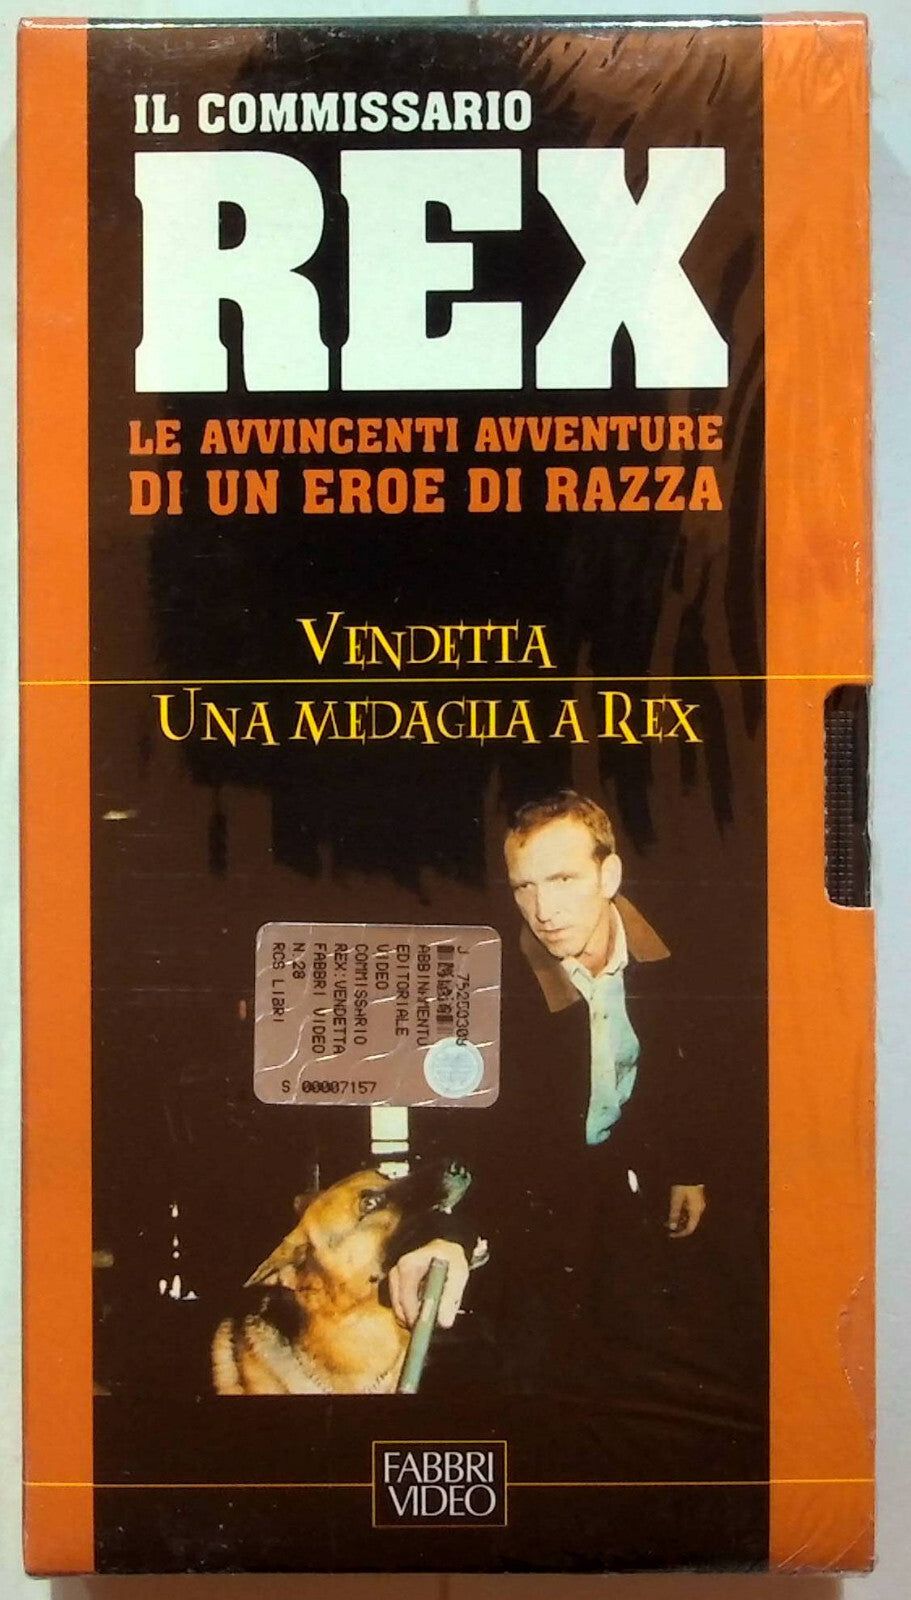 IL COMMISSARIO
REX
LE AVVINCENTI AVVENTURE
DI UN EROE DI RAZZA
VENDETTA
UNA MEDAGLIA A REX
ABBINAMENTO
EDITORIALE
VIDEO
COMMISSARIO
REX:VENDETTA
FABBRI VIDEO
N.28
RCS LIBRI
S 00007157
FABBRI
VIDEO